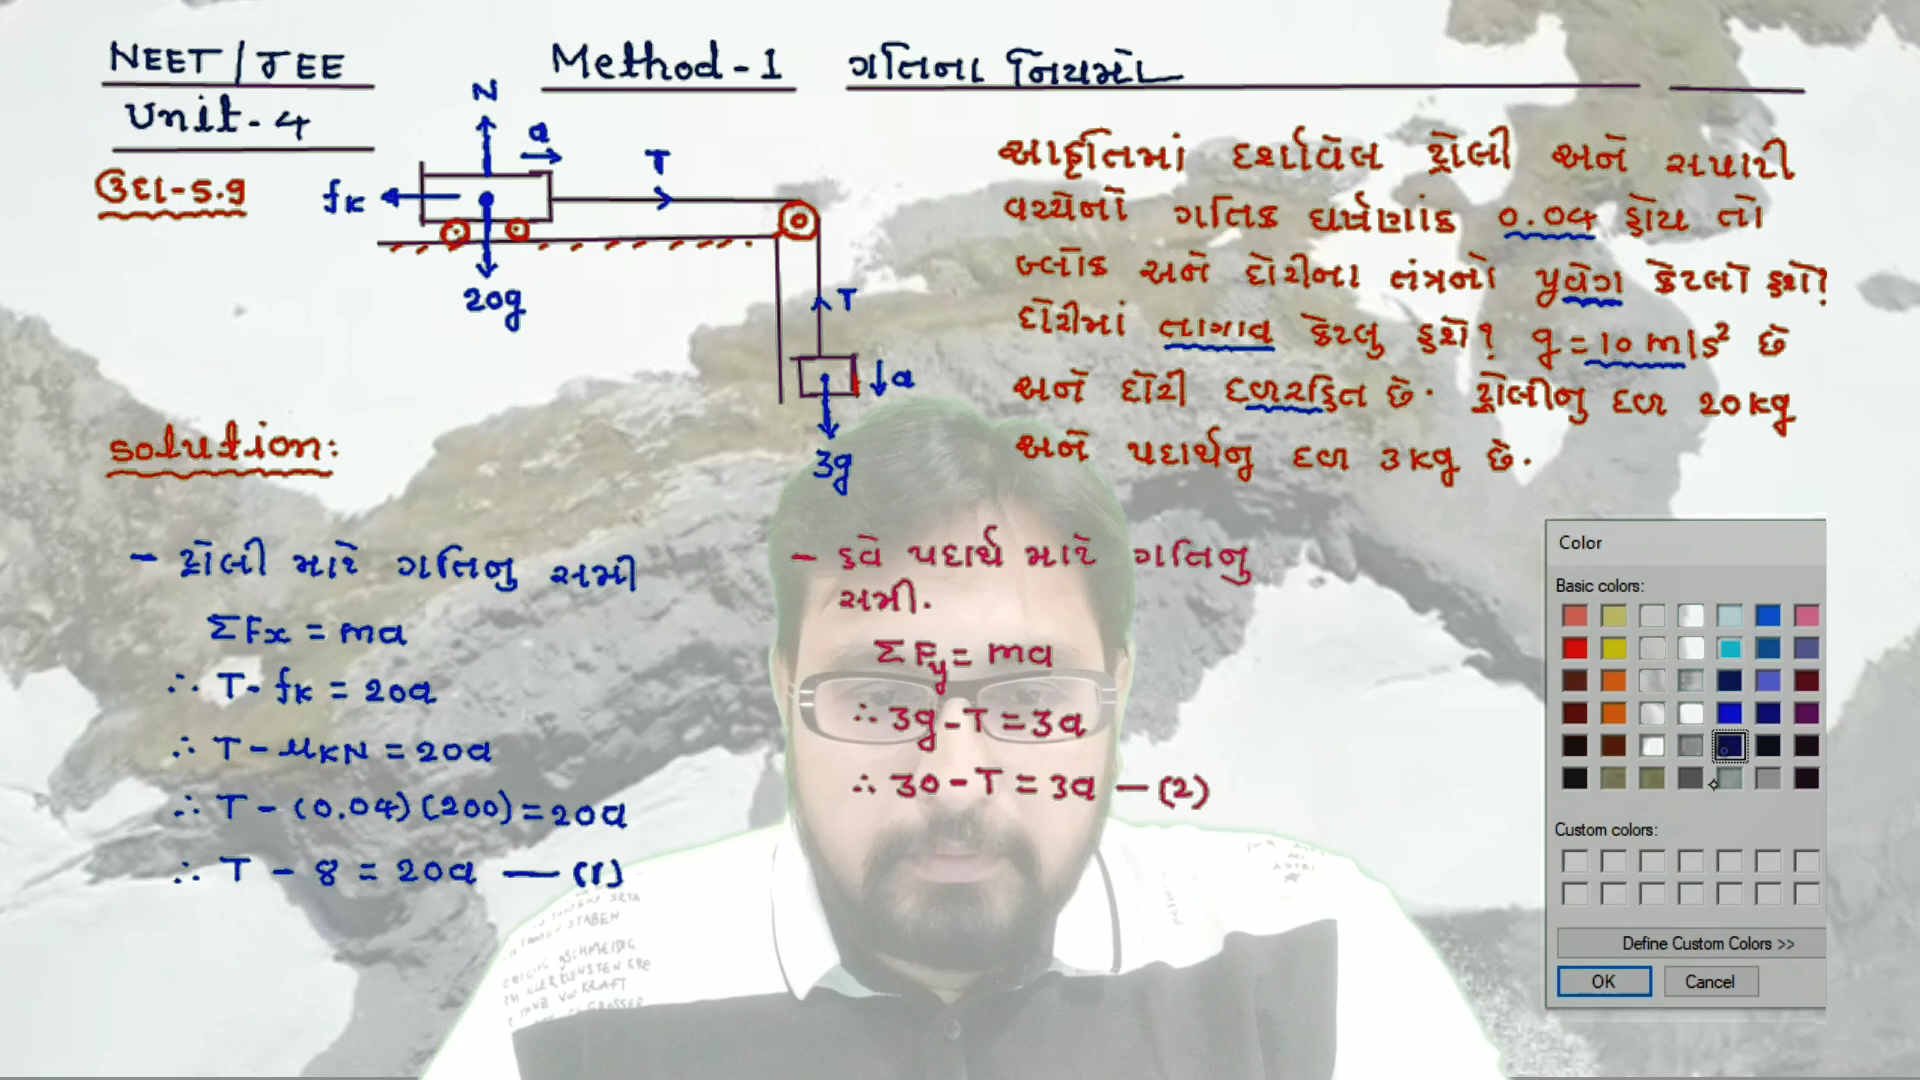 NEET / JEE
Method - 1
ગતિના નિયમો
Unit - 4
ઉદા-5.9
N
a
T
fK
20g
T
a
3g
આકૃતિમાં દર્શાવેલ ટ્રોલી અને સપાટી
વચ્ચેનો ગતિક ઘર્ષણાંક 0.04 હોય તો
બ્લોક અને દોરીના તંત્રનો પ્રવેગ કેટલો હશે?
દોરીમાં તાણાવ કેટલુ હશે? g = 10 m/s² છે
અને દોરી દળરહિત છે. ટ્રોલીનુ દળ 20 kg
અને પદાર્થનુ દળ 3 kg છે.
solution:
- ટ્રોલી માટે ગતિનુ સમી
ΣFx = ma
∴ T - fK = 20a
∴ T - μKN = 20a
∴ T - (0.04)(200) = 20a
∴ T - 8 = 20a — (1)
- હવે પદાર્થ માટે ગતિનુ
સમી.
ΣFy = ma
∴ 3g - T = 3a
∴ 30 - T = 3a — (2)
Color
Basic colors:
Custom colors:
Define Custom Colors >>
OK
Cancel
STABEN
GSCHMEIDIG
KRAFT